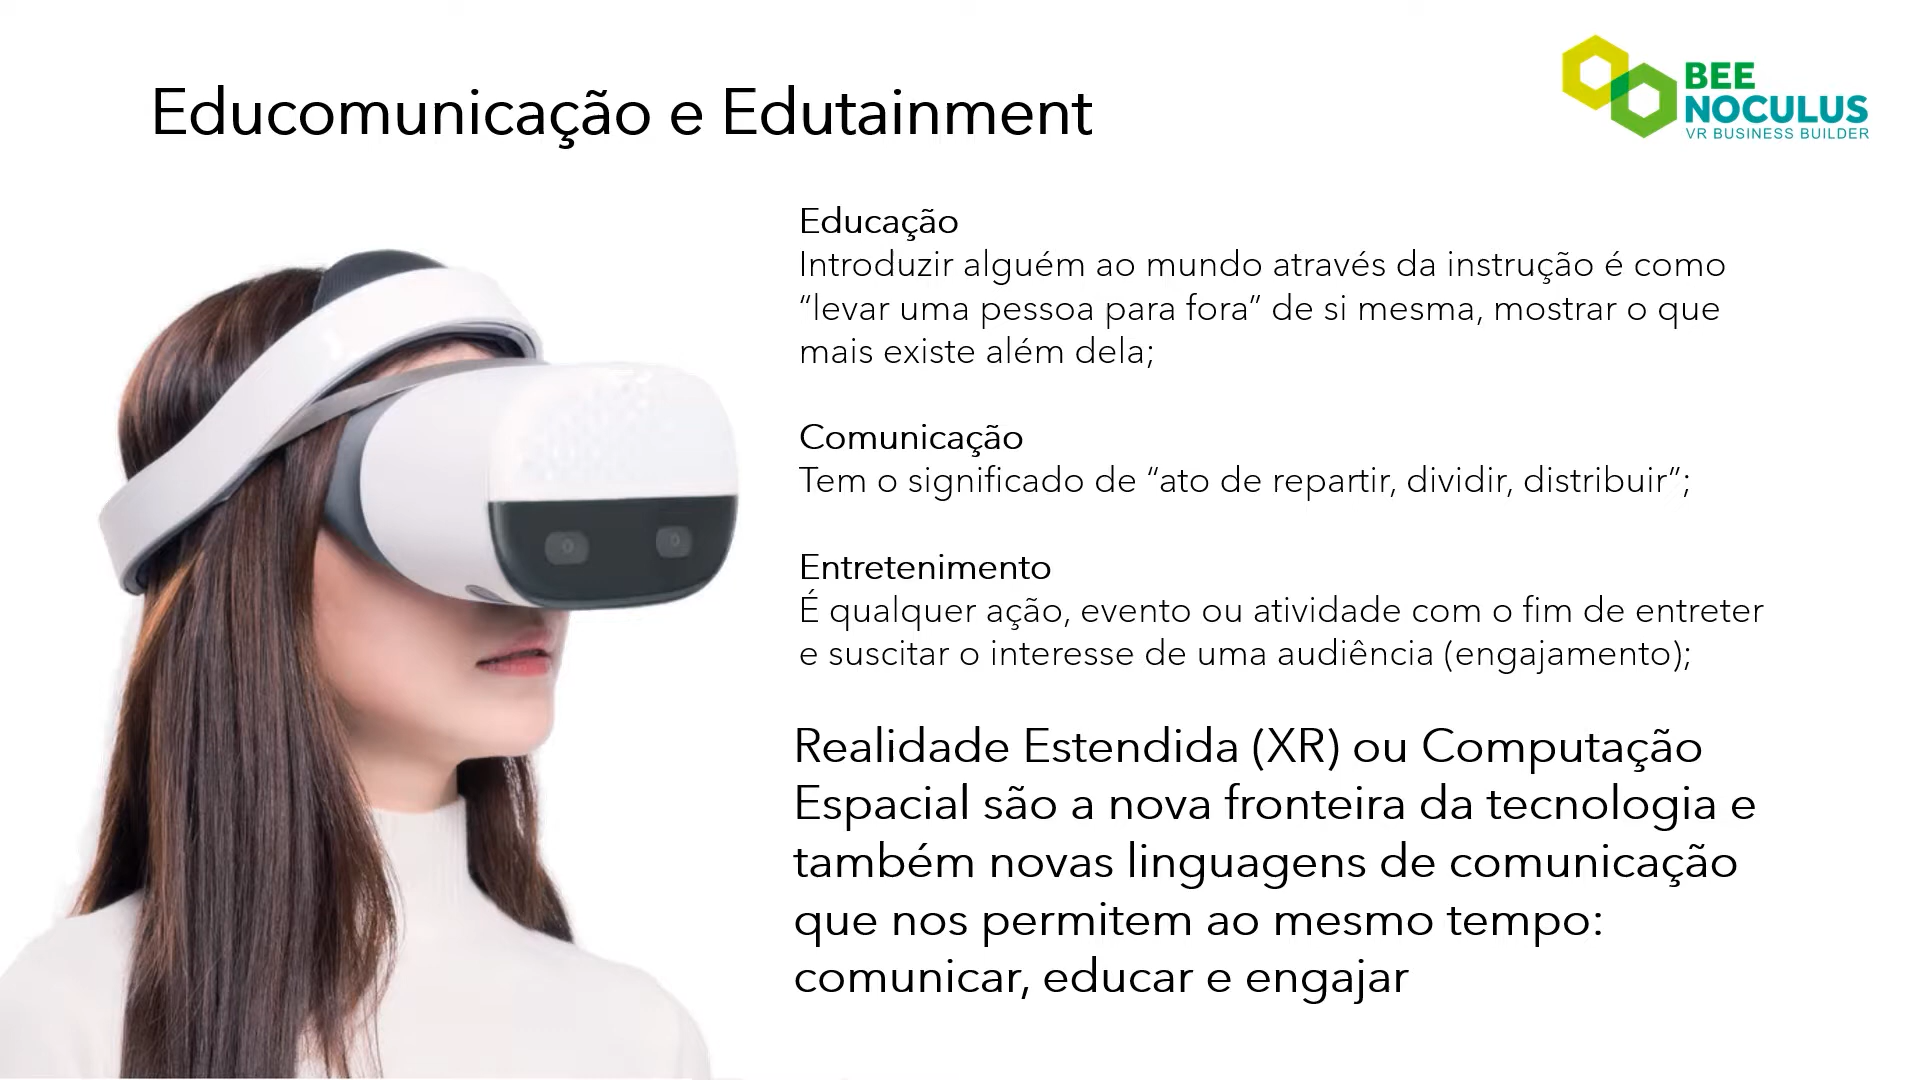 Educomunicação e Edutainment
BEE
NOCULUS
VR BUSINESS BUILDER
Educação
Introduzir alguém ao mundo através da instrução é como
“levar uma pessoa para fora” de si mesma, mostrar o que
mais existe além dela;
Comunicação
Tem o significado de “ato de repartir, dividir, distribuir”;
Entretenimento
É qualquer ação, evento ou atividade com o fim de entreter
e suscitar o interesse de uma audiência (engajamento);
Realidade Estendida (XR) ou Computação
Espacial são a nova fronteira da tecnologia e
também novas linguagens de comunicação
que nos permitem ao mesmo tempo:
comunicar, educar e engajar